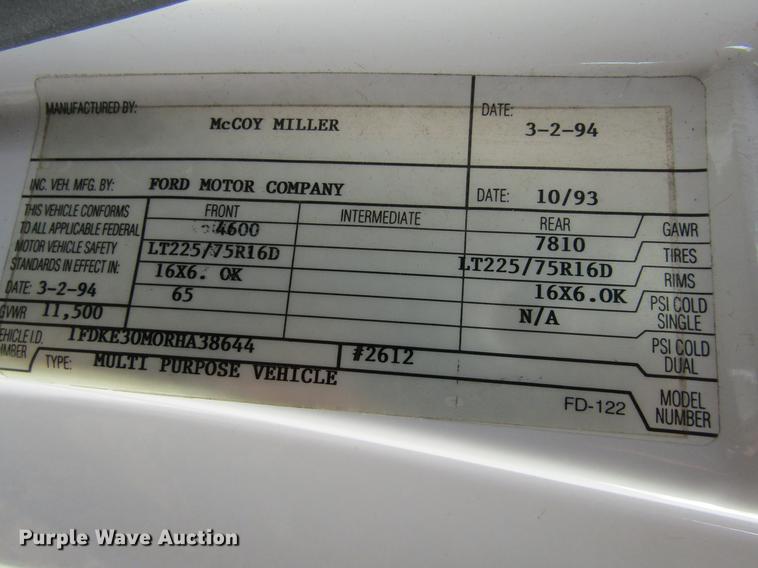 MANUFACTURED BY: McCOY MILLER DATE: 3-2-94
INC. VEH. MFG. BY: FORD MOTOR COMPANY DATE: 10/93
THIS VEHICLE CONFORMS FRONT INTERMEDIATE REAR GAWR
TO ALL APPLICABLE FEDERAL 4600 7810 TIRES
MOTOR VEHICLE SAFETY LT225/75R16D LT225/75R16D RIMS
STANDARDS IN EFFECT IN: 16X6. OK 16X6.OK PSI COLD SINGLE
DATE: 3-2-94 65 N/A PSI COLD DUAL
GVWR 11,500
VEHICLE I.D. NUMBER 1FDKE30MORHA38644 #2612
TYPE: MULTI PURPOSE VEHICLE FD-122 MODEL NUMBER
Purple Wave Auction